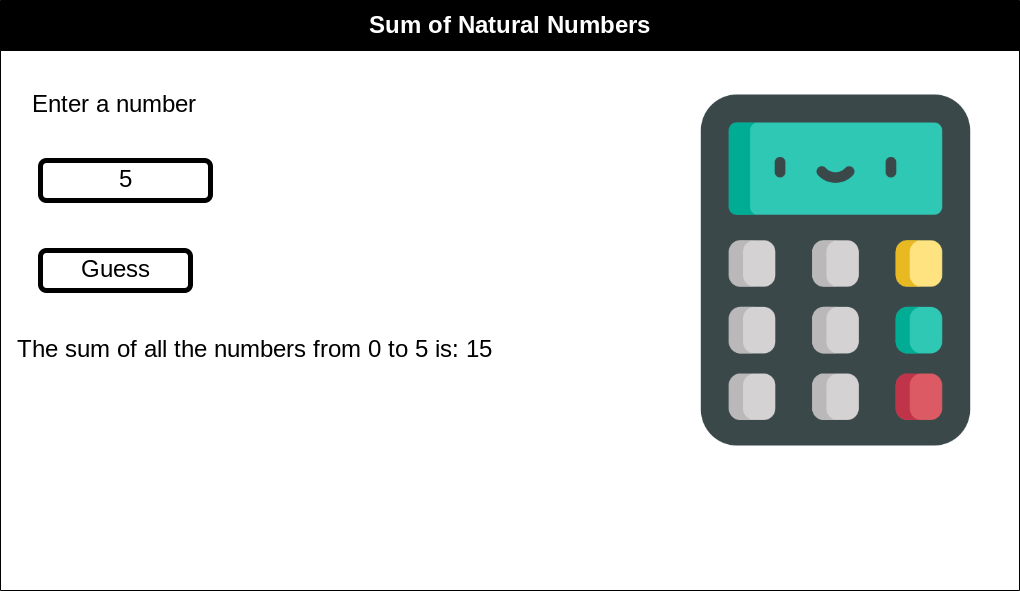 Sum of Natural Numbers
Enter a number
5
Guess
The sum of all the numbers from 0 to 5 is: 15